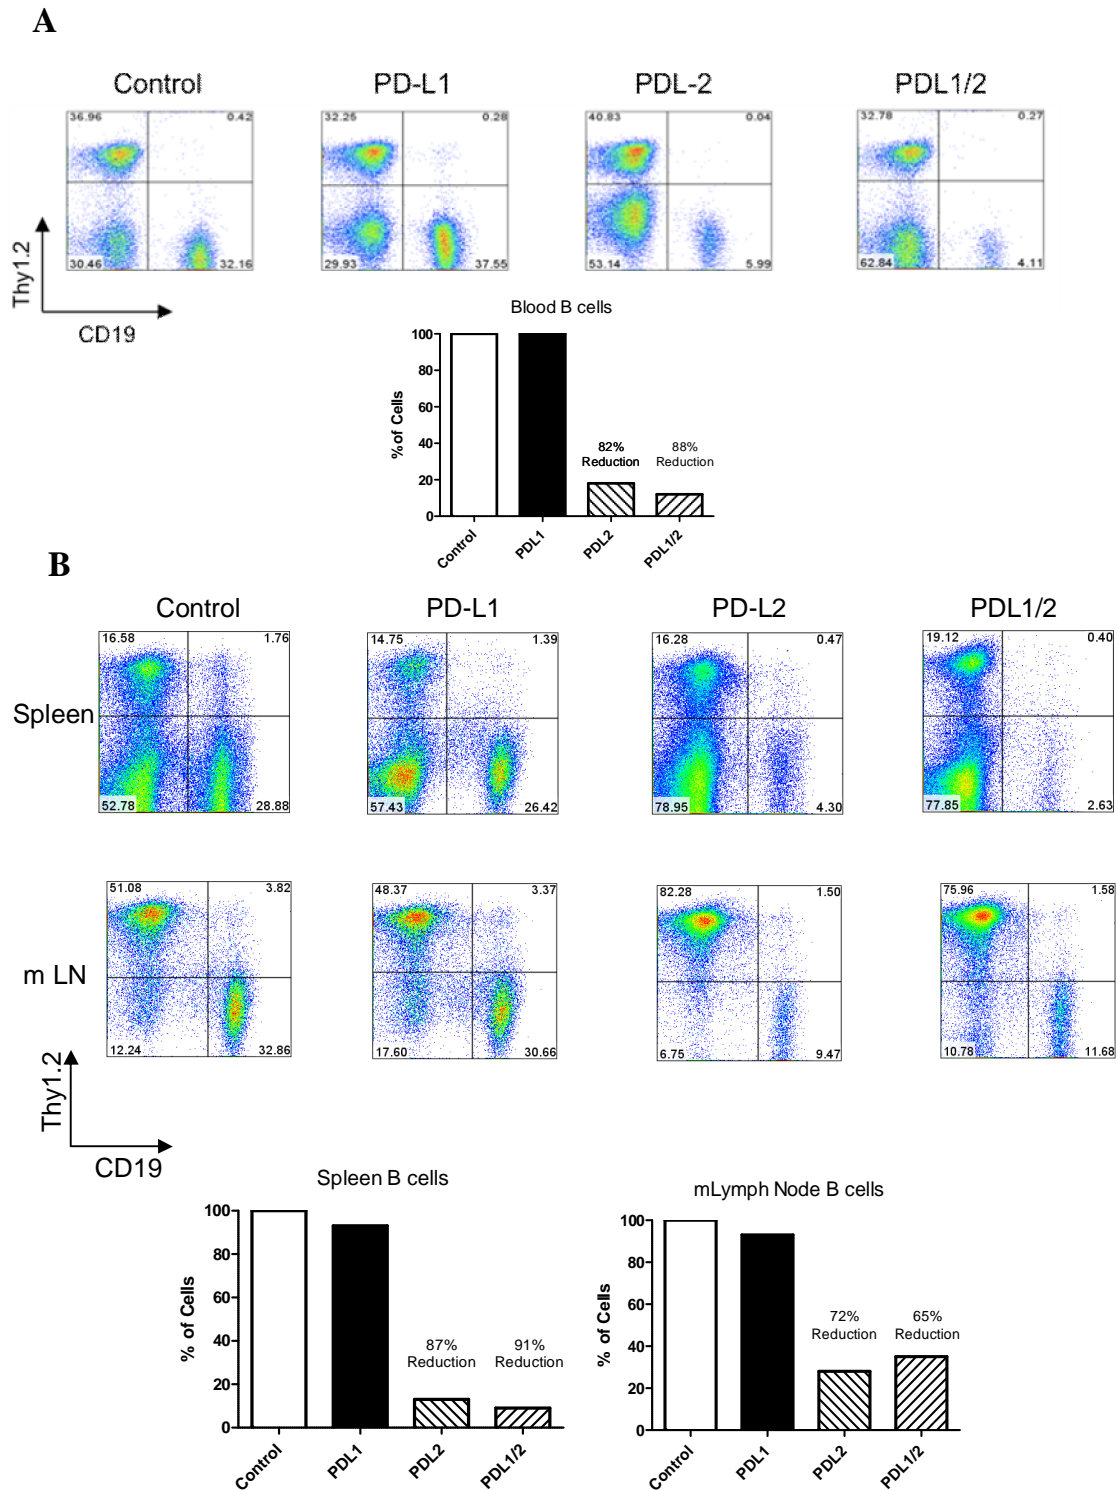 A
Control PD-L1 PDL-2 PDL1/2
36.96 0.42 32.25 0.28 40.83 0.04 32.78 0.27
30.46 32.16 29.93 37.55 53.14 5.99 62.84 4.11
Thy1.2
CD19
Blood B cells
% of Cells
100
80
60
40
20
0
82% Reduction
88% Reduction
Control PDL1 PDL2 PDL1/2
B
Control PD-L1 PD-L2 PDL1/2
Spleen
16.58 1.76 14.75 1.39 16.28 0.47 19.12 0.40
52.78 28.88 57.43 26.42 78.95 4.30 77.85 2.63
m LN
51.08 3.82 48.37 3.37 82.28 1.50 75.96 1.58
12.24 32.86 17.60 30.66 6.75 9.47 10.78 11.68
Thy1.2
CD19
Spleen B cells
% of Cells
100
80
60
40
20
0
87% Reduction
91% Reduction
Control PDL1 PDL2 PDL1/2
mLymph Node B cells
% of Cells
100
80
60
40
20
0
72% Reduction
65% Reduction
Control PDL1 PDL2 PDL1/2